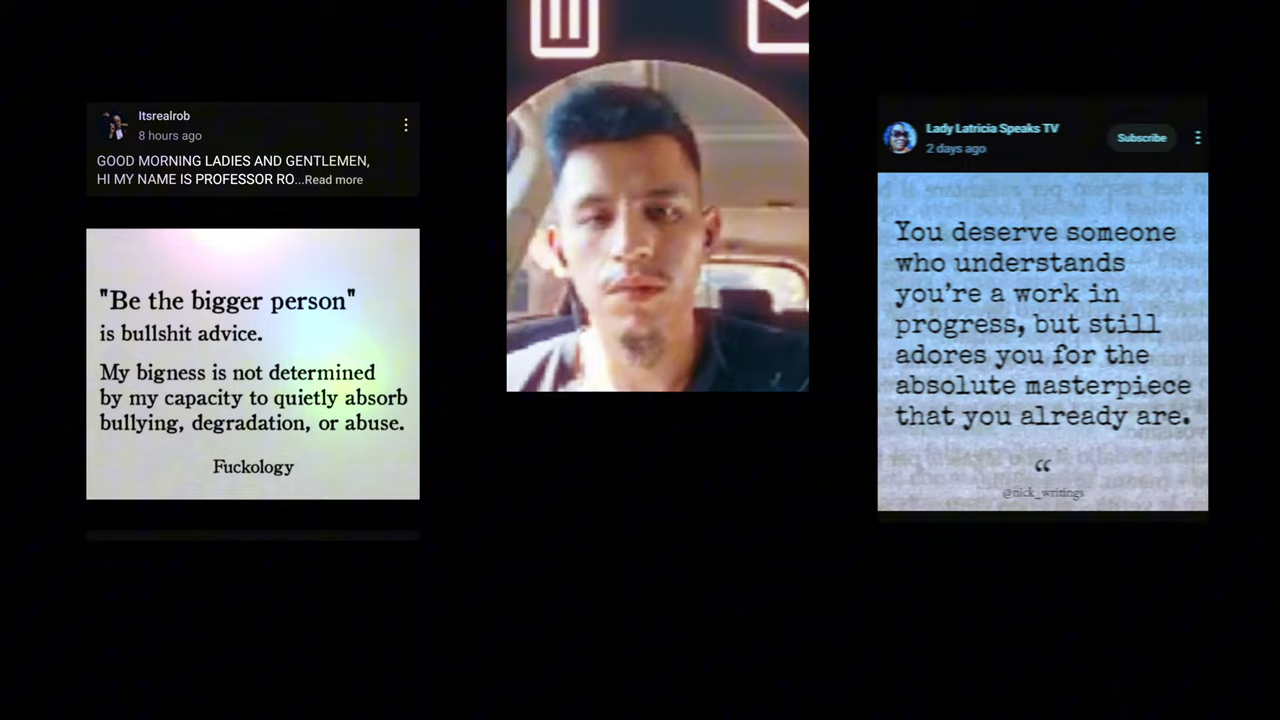 Itsrealrob
8 hours ago
GOOD MORNING LADIES AND GENTLEMEN,
HI MY NAME IS PROFESSOR RO...Read more
"Be the bigger person"
is bullshit advice.
My bigness is not determined
by my capacity to quietly absorb
bullying, degradation, or abuse.
Fuckology
Lady Latricia Speaks TV
2 days ago
Subscribe
You deserve someone
who understands
you're a work in
progress, but still
adores you for the
absolute masterpiece
that you already are.
“
@nick_writings